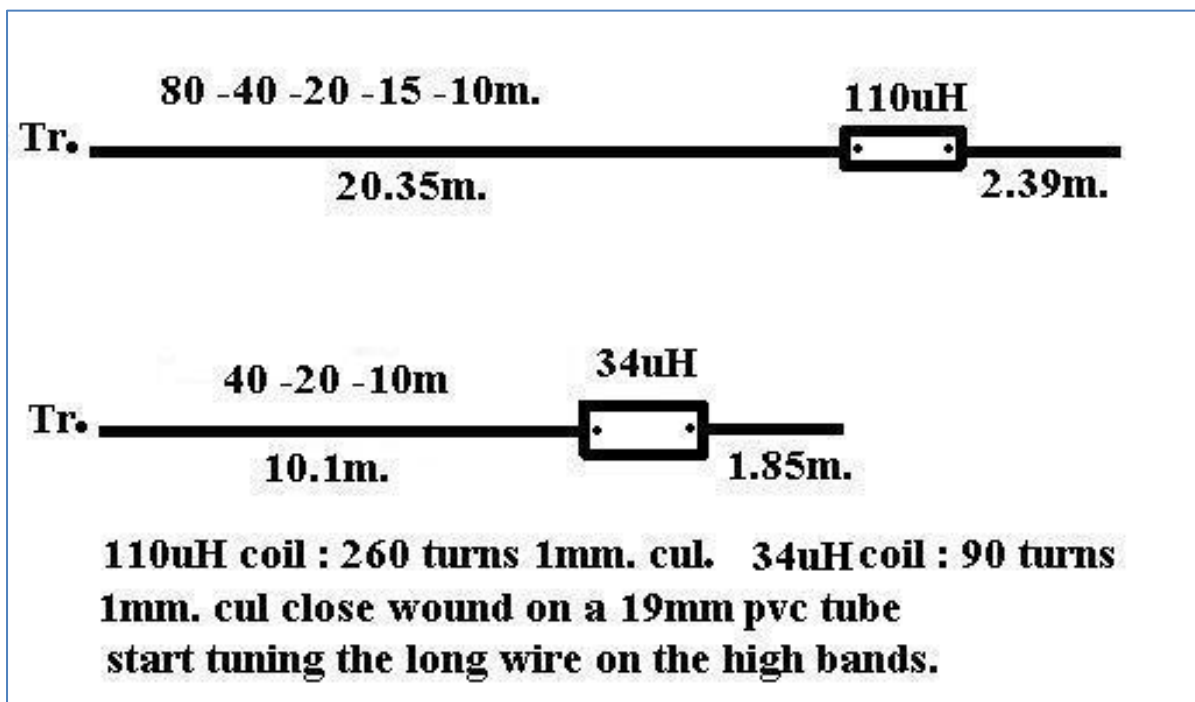 80 -40 -20 -15 -10m.
110uH
Tr.
20.35m.
2.39m.
40 -20 -10m
34uH
Tr.
10.1m.
1.85m.
110uH coil : 260 turns 1mm. cul. 34uH coil : 90 turns
1mm. cul close wound on a 19mm pvc tube
start tuning the long wire on the high bands.